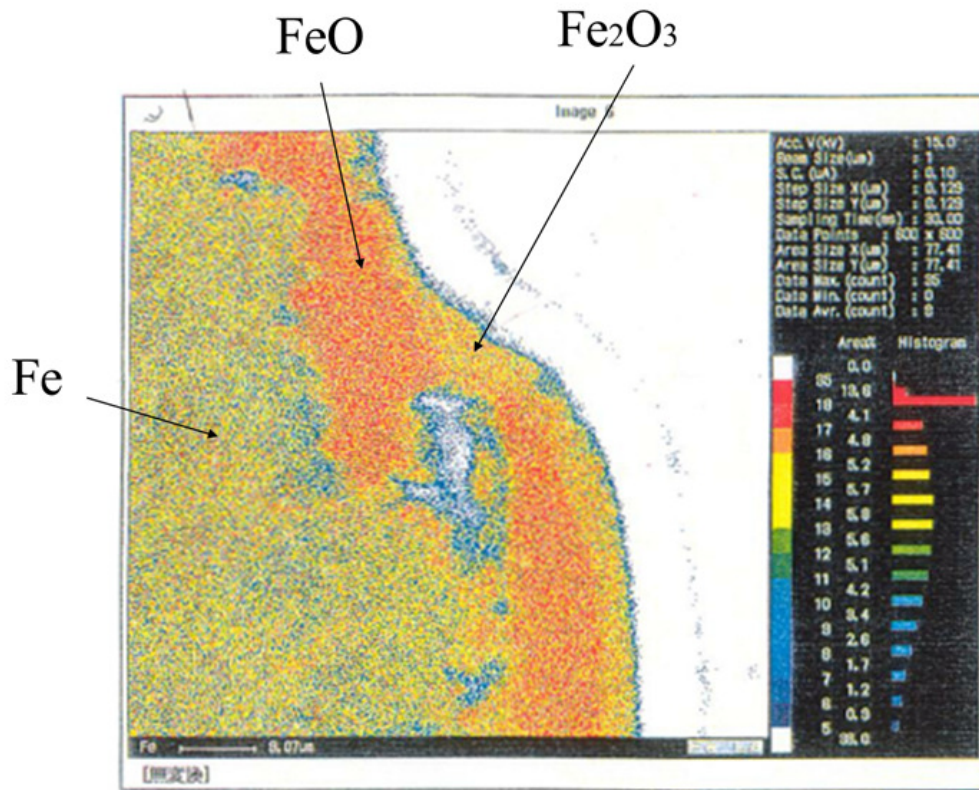 FeO
Fe₂O₃
Fe
Image 6
Acc. V(kV) : 15.0
Beam Size(um) : 1
S.C. (uA) : 0.10
Step Size X(um) : 0.129
Step Size Y(um) : 0.129
Sampling Time(ms) : 30.00
Data Points : 600 x 600
Area Size X(um) : 77.41
Area Size Y(um) : 77.41
Data Max. (count) : 35
Data Min. (count) : 0
Data Avr. (count) : 8
Area% Histogram
0.0
35
13.6
18
4.1
17
4.8
16
5.2
15
5.7
14
5.8
13
5.6
12
5.1
11
4.2
10
3.4
9
2.6
8
1.7
7
1.2
6
0.9
5
Fe 8.07um
[無変換]